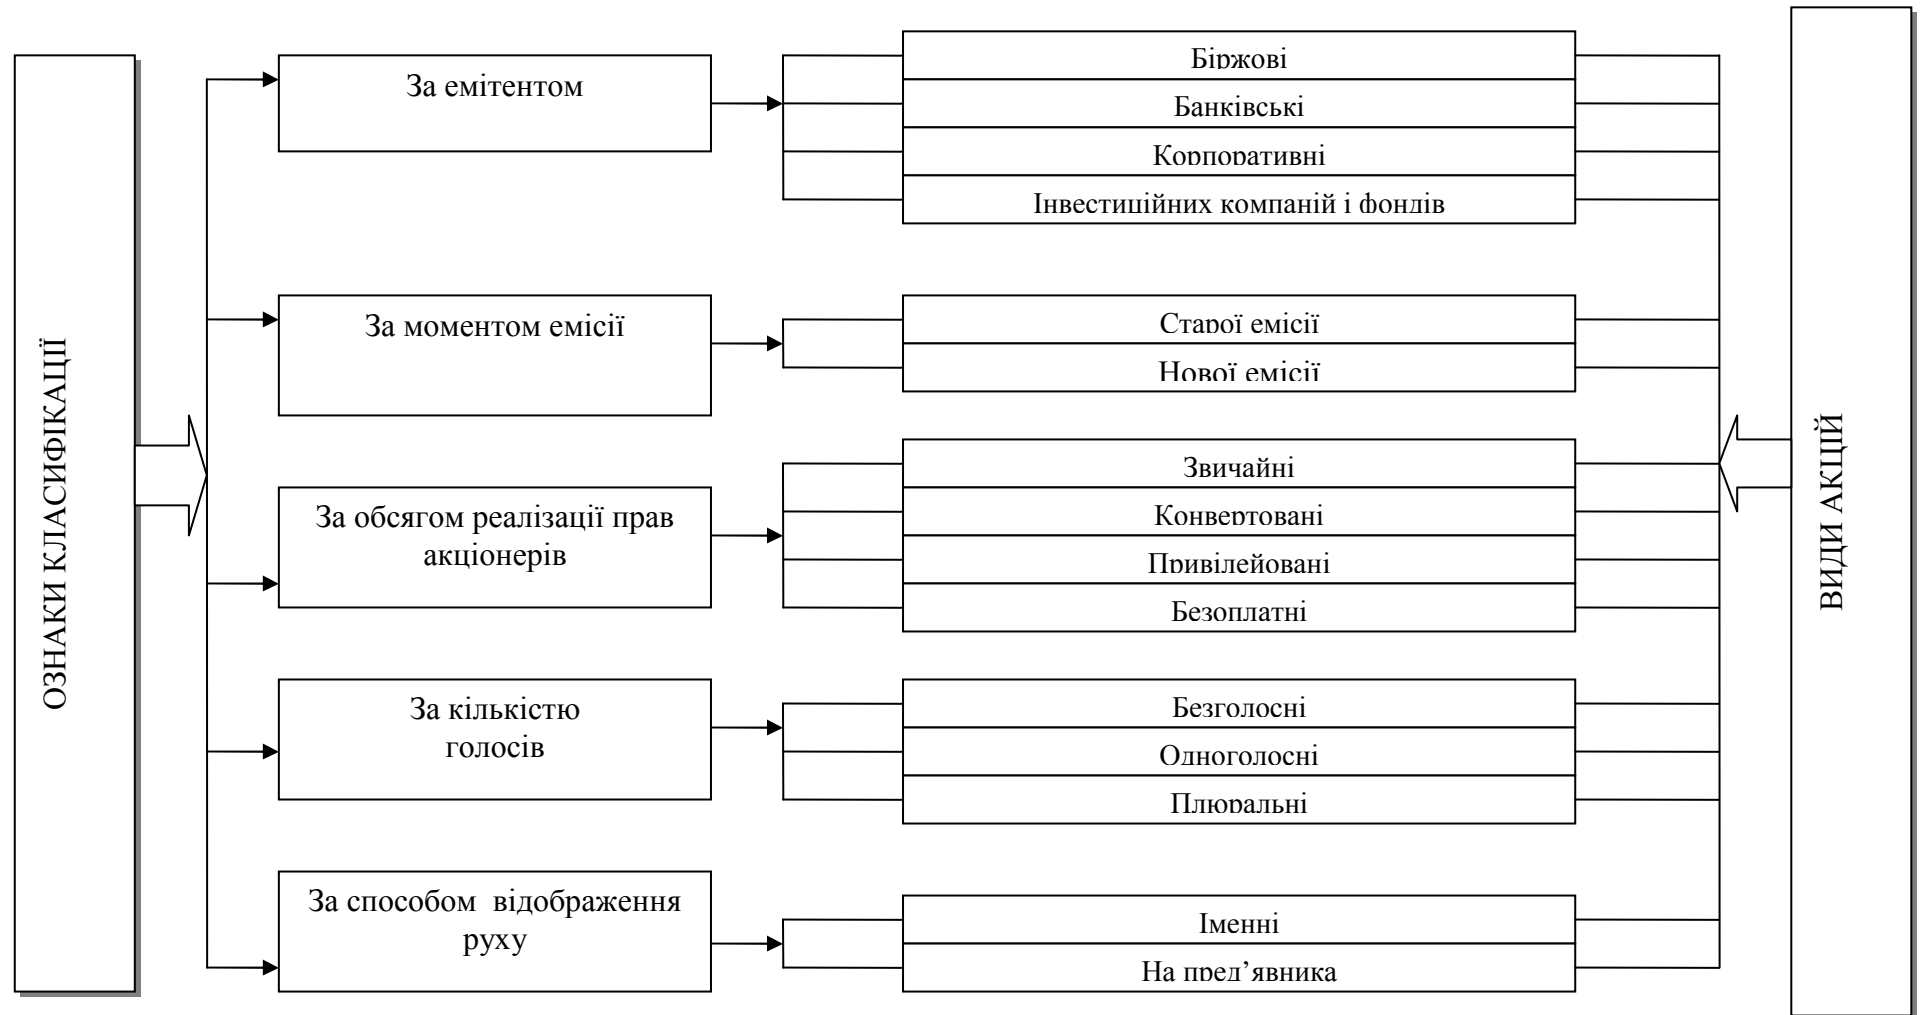 ОЗНАКИ КЛАСИФІКАЦІЇ
За емітентом
Біржові
Банківські
Корпоративні
Інвестиційних компаній і фондів
За моментом емісії
Старої емісії
Нової емісії
За обсягом реалізації прав
акціонерів
Звичайні
Конвертовані
Привілейовані
Безоплатні
За кількістю
голосів
Безголосні
Одноголосні
Плюральні
За способом відображення
руху
Іменні
На пред’явника
ВИДИ АКЦІЙ